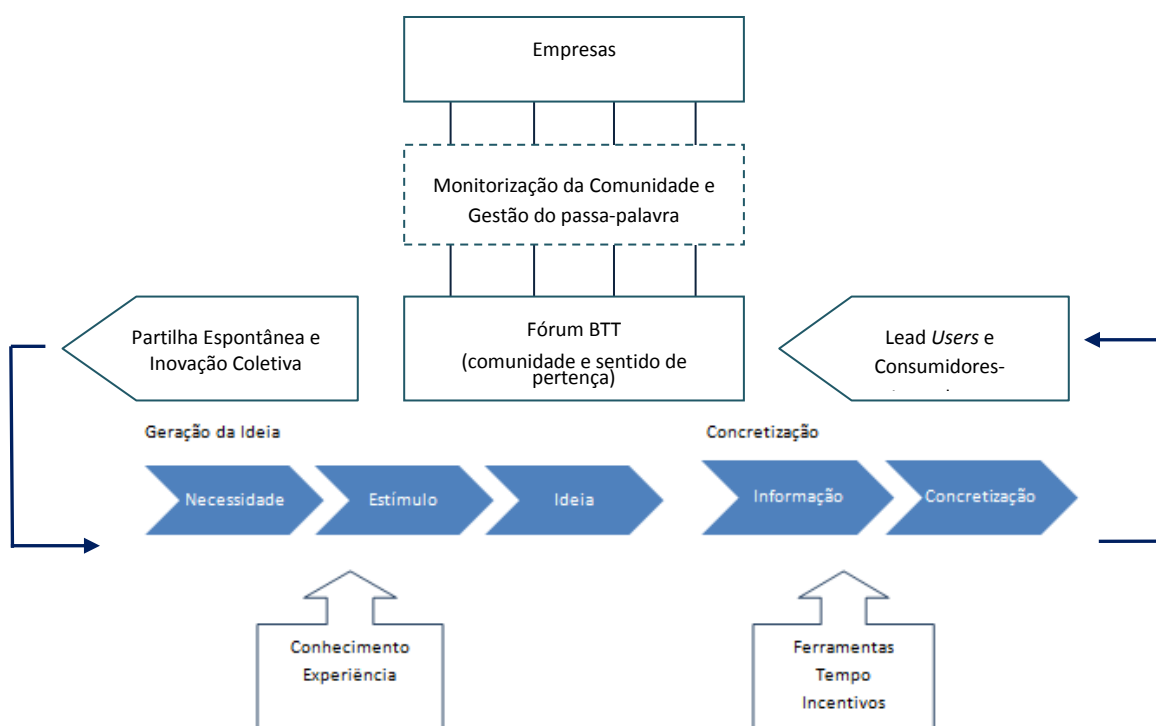 Empresas
Monitorização da Comunidade e
Gestão do passa-palavra
Partilha Espontânea e
Inovação Coletiva
Fórum BTT
(comunidade e sentido de
pertença)
Lead Users e
Consumidores-
Geração da Ideia
Concretização
Necessidade
Estímulo
Ideia
Informação
Concretização
Conhecimento
Experiência
Ferramentas
Tempo
Incentivos